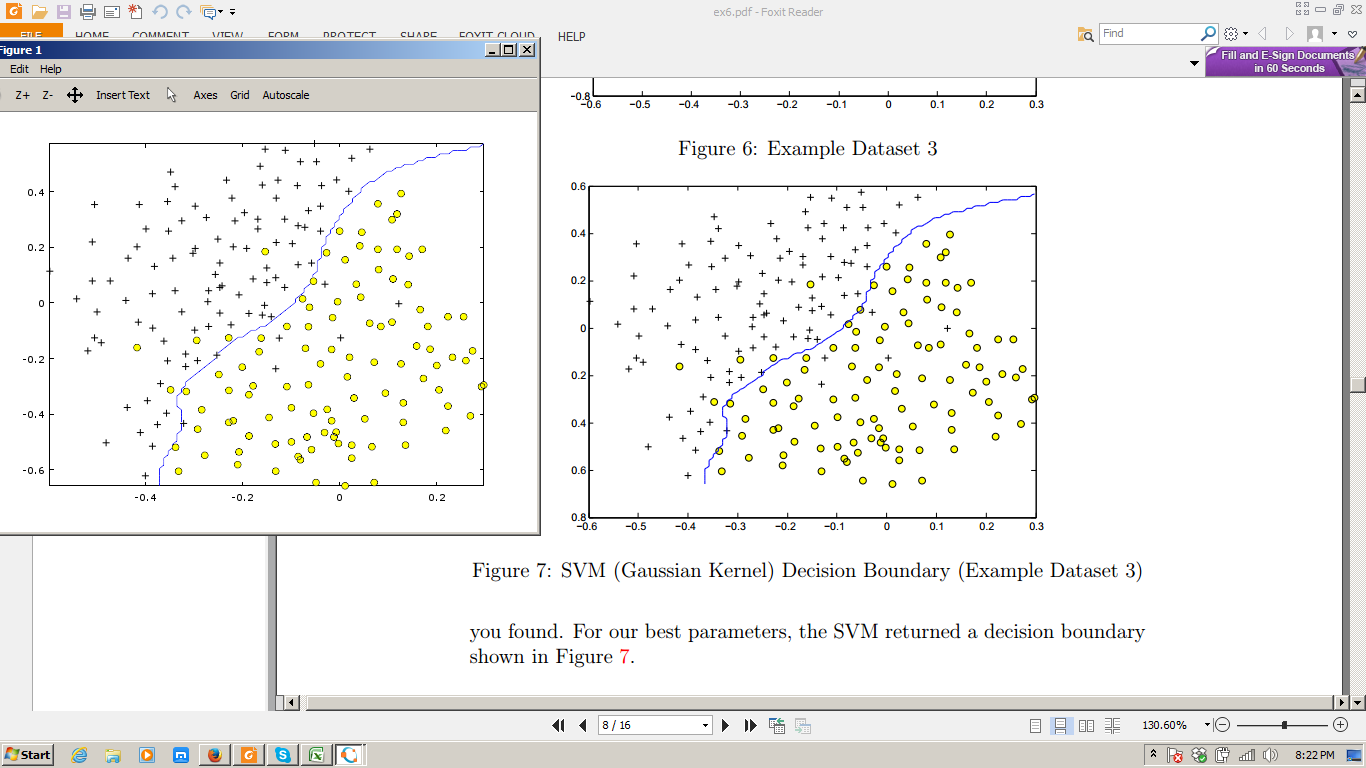 ex6.pdf - Foxit Reader
FILE HOME COMMENT VIEW FORM PROTECT SHARE FOXIT CLOUD HELP
Find
Fill and E-Sign Documents
in 60 Seconds
Figure 1
Edit Help
Z+ Z- Insert Text Axes Grid Autoscale
0.4
0.2
0
-0.2
-0.4
-0.6
-0.4 -0.2 0 0.2
-0.8
-0.6 -0.5 -0.4 -0.3 -0.2 -0.1 0 0.1 0.2 0.3
Figure 6: Example Dataset 3
0.6
0.4
0.2
0
0.2
0.4
0.6
0.8
-0.6 -0.5 -0.4 -0.3 -0.2 -0.1 0 0.1 0.2 0.3
Figure 7: SVM (Gaussian Kernel) Decision Boundary (Example Dataset 3)
you found. For our best parameters, the SVM returned a decision boundary
shown in Figure 7.
8 / 16
130.60%
Start
8:22 PM